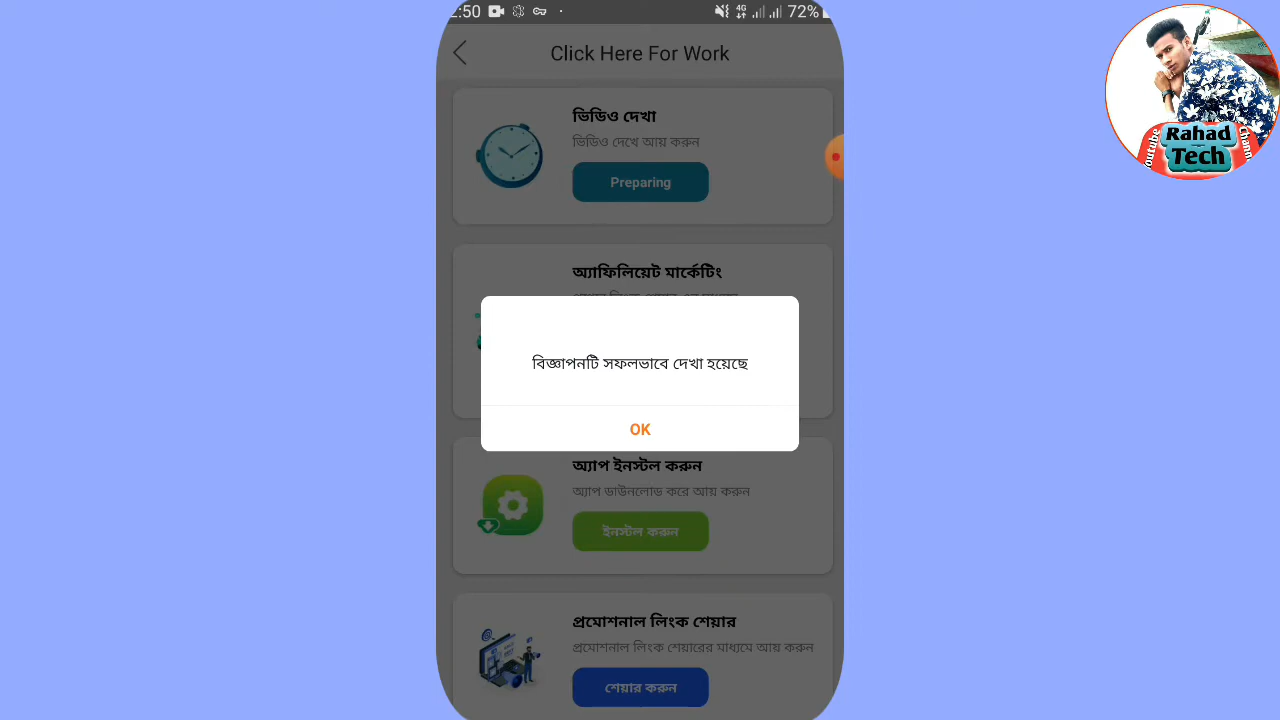 :50
4G
72%
Click Here For Work
ভিডিও দেখা
ভিডিও দেখে আয় করুন
Preparing
অ্যাফিলিয়েট মার্কেটিং
বিজ্ঞাপনটি সফলভাবে দেখা হয়েছে
OK
অ্যাপ ইনস্টল করুন
অ্যাপ ডাউনলোড করে আয় করুন
ইনস্টল করুন
প্রমোশনাল লিংক শেয়ার
প্রমোশনাল লিংক শেয়ারের মাধ্যমে আয় করুন
শেয়ার করুন
Rahad
Tech